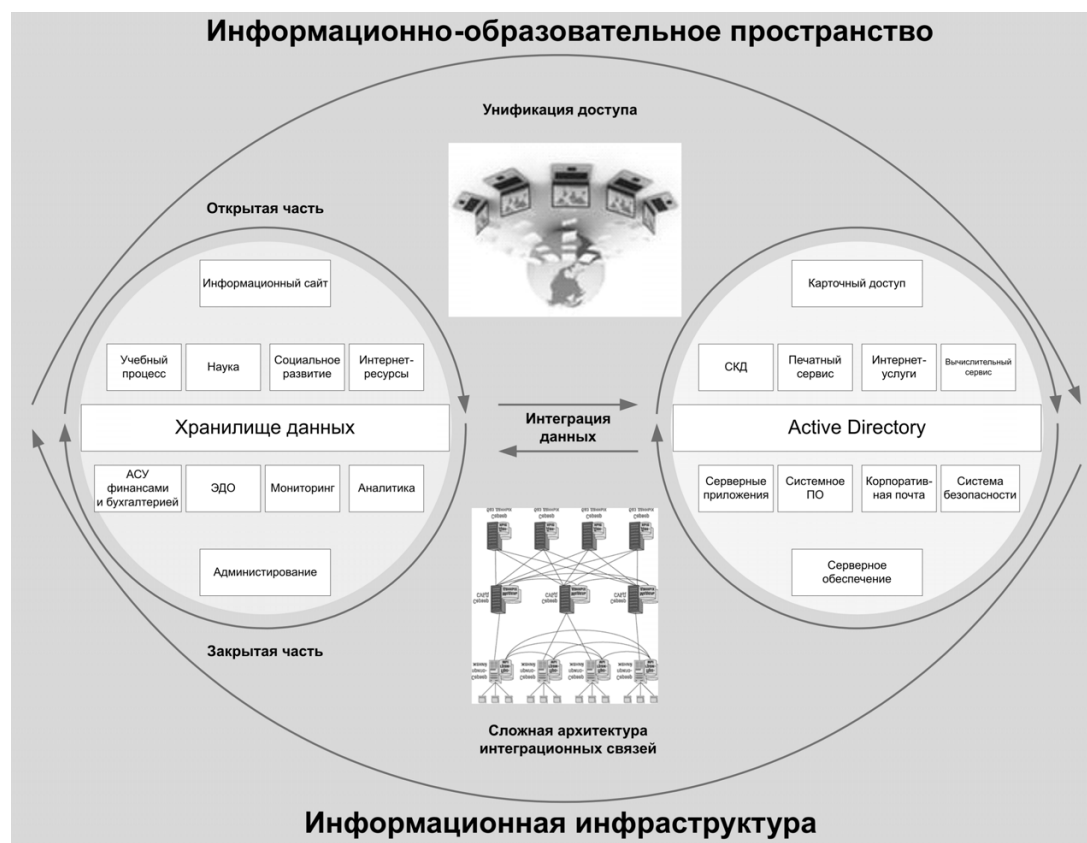 Информационно-образовательное пространство
Унификация доступа
Открытая часть
Информационный сайт
Учебный
процесс
Наука
Социальное
развитие
Интернет-
ресурсы
Хранилище данных
АСУ
финансами
и бухгалтерией
ЭДО
Мониторинг
Аналитика
Администирование
Закрытая часть
Интеграция
данных
Карточный доступ
СКД
Печатный
сервис
Интернет-
услуги
Вычислительный
сервис
Active Directory
Серверные
приложения
Системное
ПО
Корпоратив-
ная почта
Система
безопасности
Серверное
обеспечение
Сложная архитектура
интеграционных связей
Информационная инфраструктура